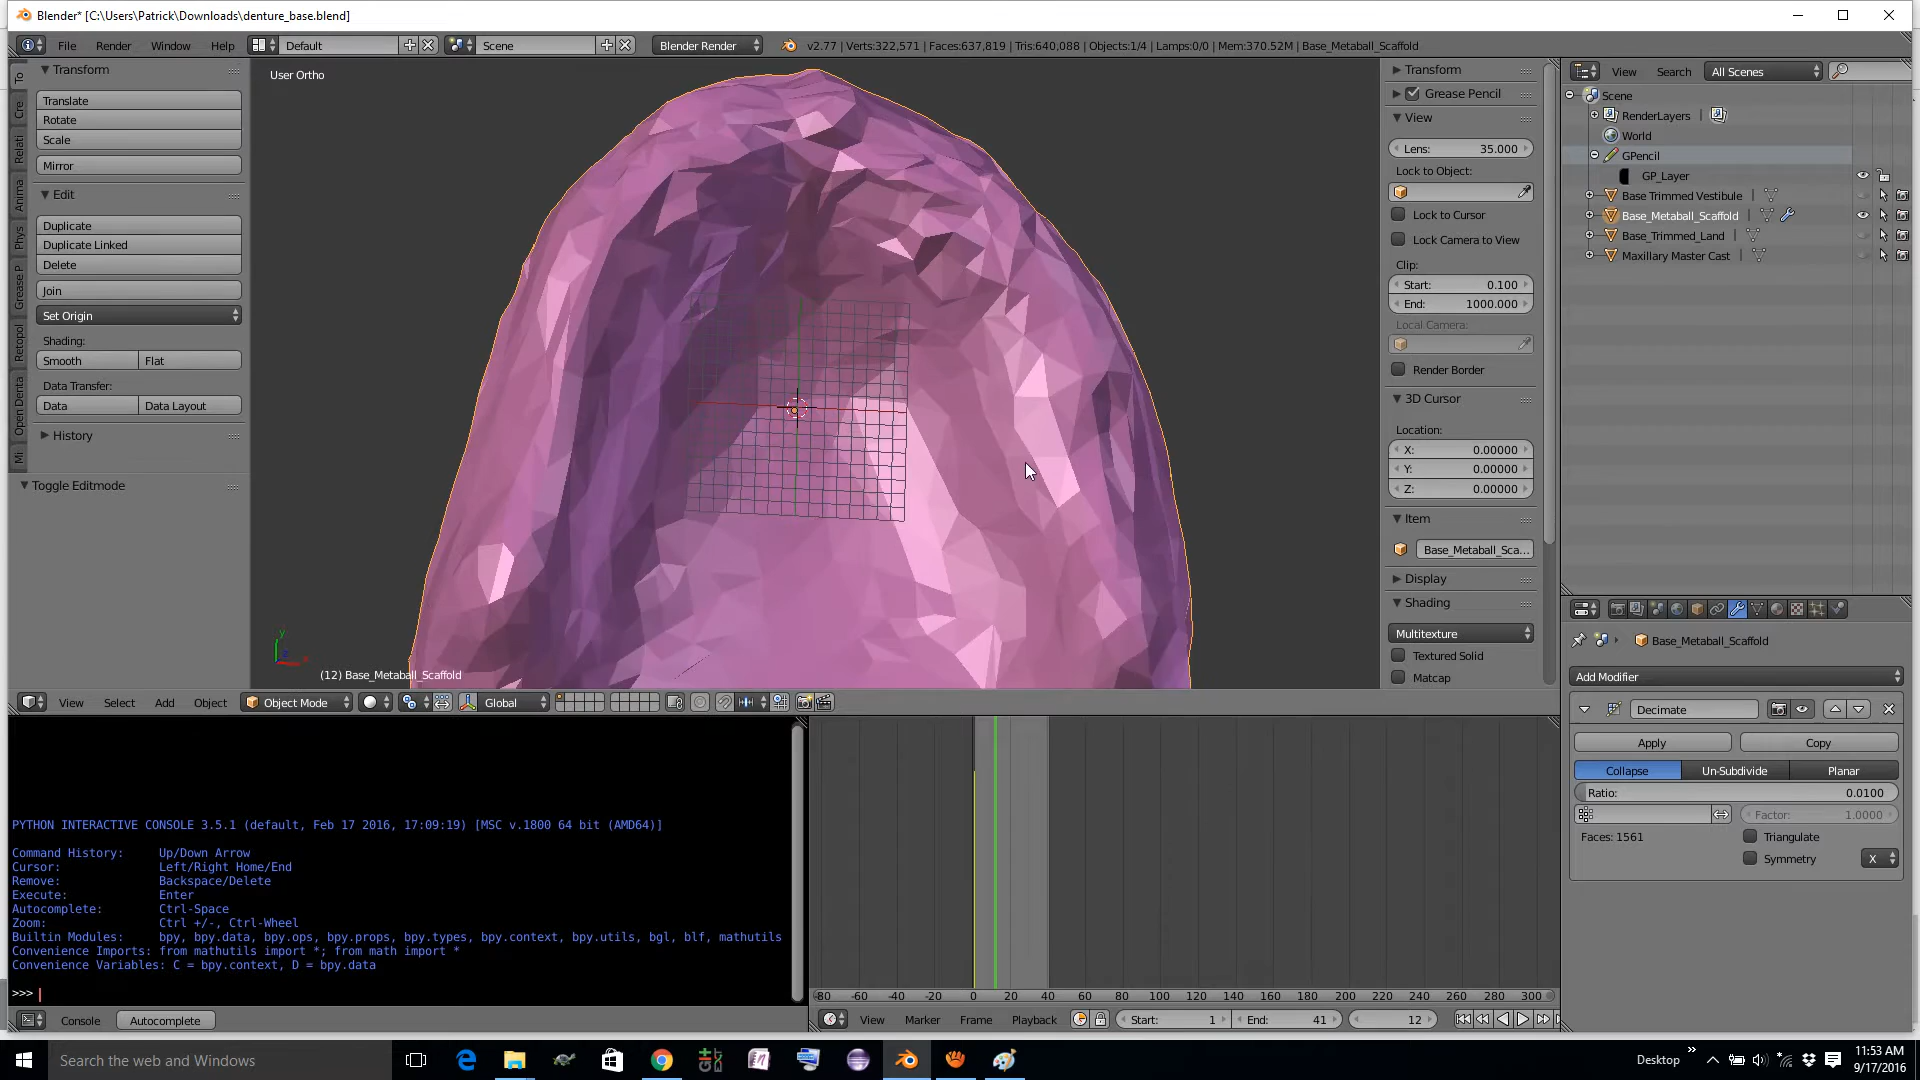 Blender* [C:\Users\Patrick\Downloads\denture_base.blend]
File Render Window Help Default Scene Blender Render v2.77 | Verts:322,571 | Faces:637,819 | Tris:640,088 | Objects:1/4 | Lamps:0/0 | Mem:370.52M | Base_Metaball_Scaffold
To
Cre
Relati
Anima
Phys
Grease P
Retopol
Open Denta
Mi
Transform
Translate
Rotate
Scale
Mirror
Edit
Duplicate
Duplicate Linked
Delete
Join
Set Origin
Shading:
Smooth Flat
Data Transfer:
Data Data Layout
History
Toggle Editmode
User Ortho
y
(12) Base_Metaball_Scaffold
View Select Add Object Object Mode Global
Transform
Grease Pencil
View
Lens: 35.000
Lock to Object:
Lock to Cursor
Lock Camera to View
Clip:
Start: 0.100
End: 1000.000
Local Camera:
Render Border
3D Cursor
Location:
X: 0.00000
Y: 0.00000
Z: 0.00000
Item
Base_Metaball_Sca...
Display
Shading
Multitexture
Textured Solid
Matcap
View Search All Scenes
Scene
RenderLayers |
World
GPencil
GP_Layer
Base Trimmed Vestibule |
Base_Metaball_Scaffold |
Base_Trimmed_Land |
Maxillary Master Cast |
Base_Metaball_Scaffold
Add Modifier
Decimate
Apply Copy
Collapse Un-Subdivide Planar
Ratio: 0.0100
Factor: 1.0000
Faces: 1561 Triangulate
Symmetry X
PYTHON INTERACTIVE CONSOLE 3.5.1 (default, Feb 17 2016, 17:09:19) [MSC v.1800 64 bit (AMD64)]
Command History: Up/Down Arrow
Cursor: Left/Right Home/End
Remove: Backspace/Delete
Execute: Enter
Autocomplete: Ctrl-Space
Zoom: Ctrl +/-, Ctrl-Wheel
Builtin Modules: bpy, bpy.data, bpy.ops, bpy.props, bpy.types, bpy.context, bpy.utils, bgl, blf, mathutils
Convenience Imports: from mathutils import *; from math import *
Convenience Variables: C = bpy.context, D = bpy.data
>>>
Console Autocomplete
-80 -60 -40 -20 0 20 40 60 80 100 120 140 160 180 200 220 240 260 280 300
View Marker Frame Playback Start: 1 End: 41 12
Search the web and Windows
Desktop
11:53 AM
9/17/2016